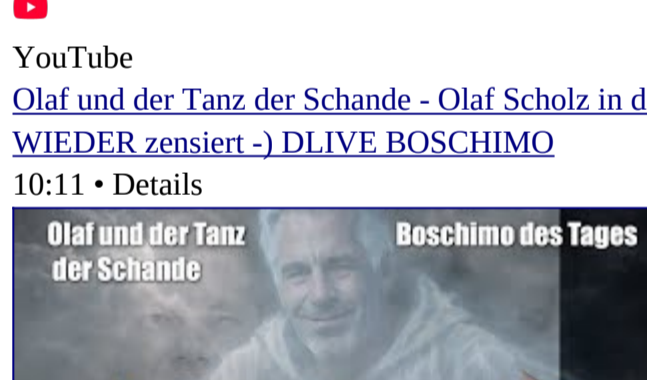 YouTube
Olaf und der Tanz der Schande - Olaf Scholz in d
WIEDER zensiert -) DLIVE BOSCHIMO
10:11 • Details
Olaf und der Tanz
der Schande
Boschimo des Tages